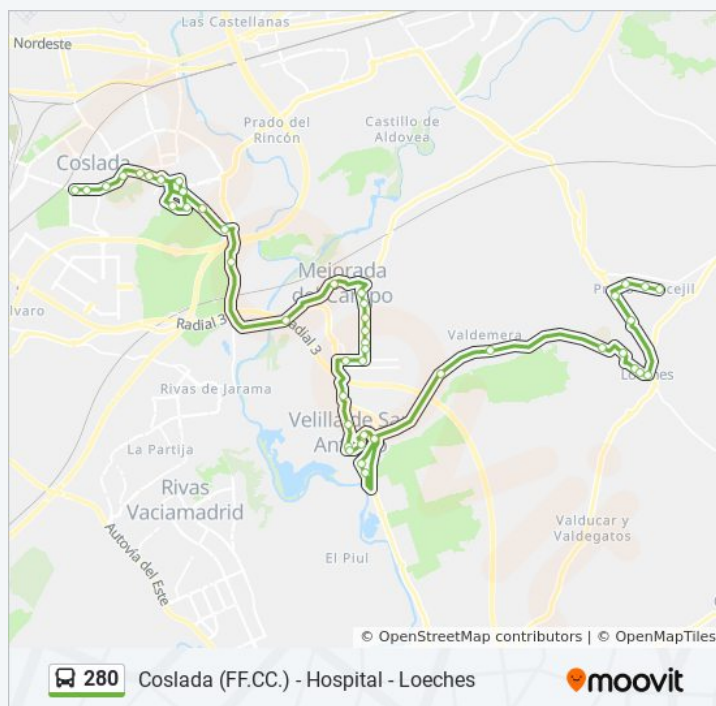 Las Castellanas
Nordeste
Prado del
Rincón
Castillo de
Aldovea
Coslada
Mejorada
del Campo
alvaro
Radial 3
Radial 3
Valdemera
Loeches
Rivas de Jarama
Velilla de San
Antonio
La Partija
Rivas
Vaciamadrid
Autovía del Este
El Piul
Valducar y
Valdegatos
© OpenStreetMap contributors | © OpenMapTiles
280 Coslada (FF.CC.) - Hospital - Loeches
moovit